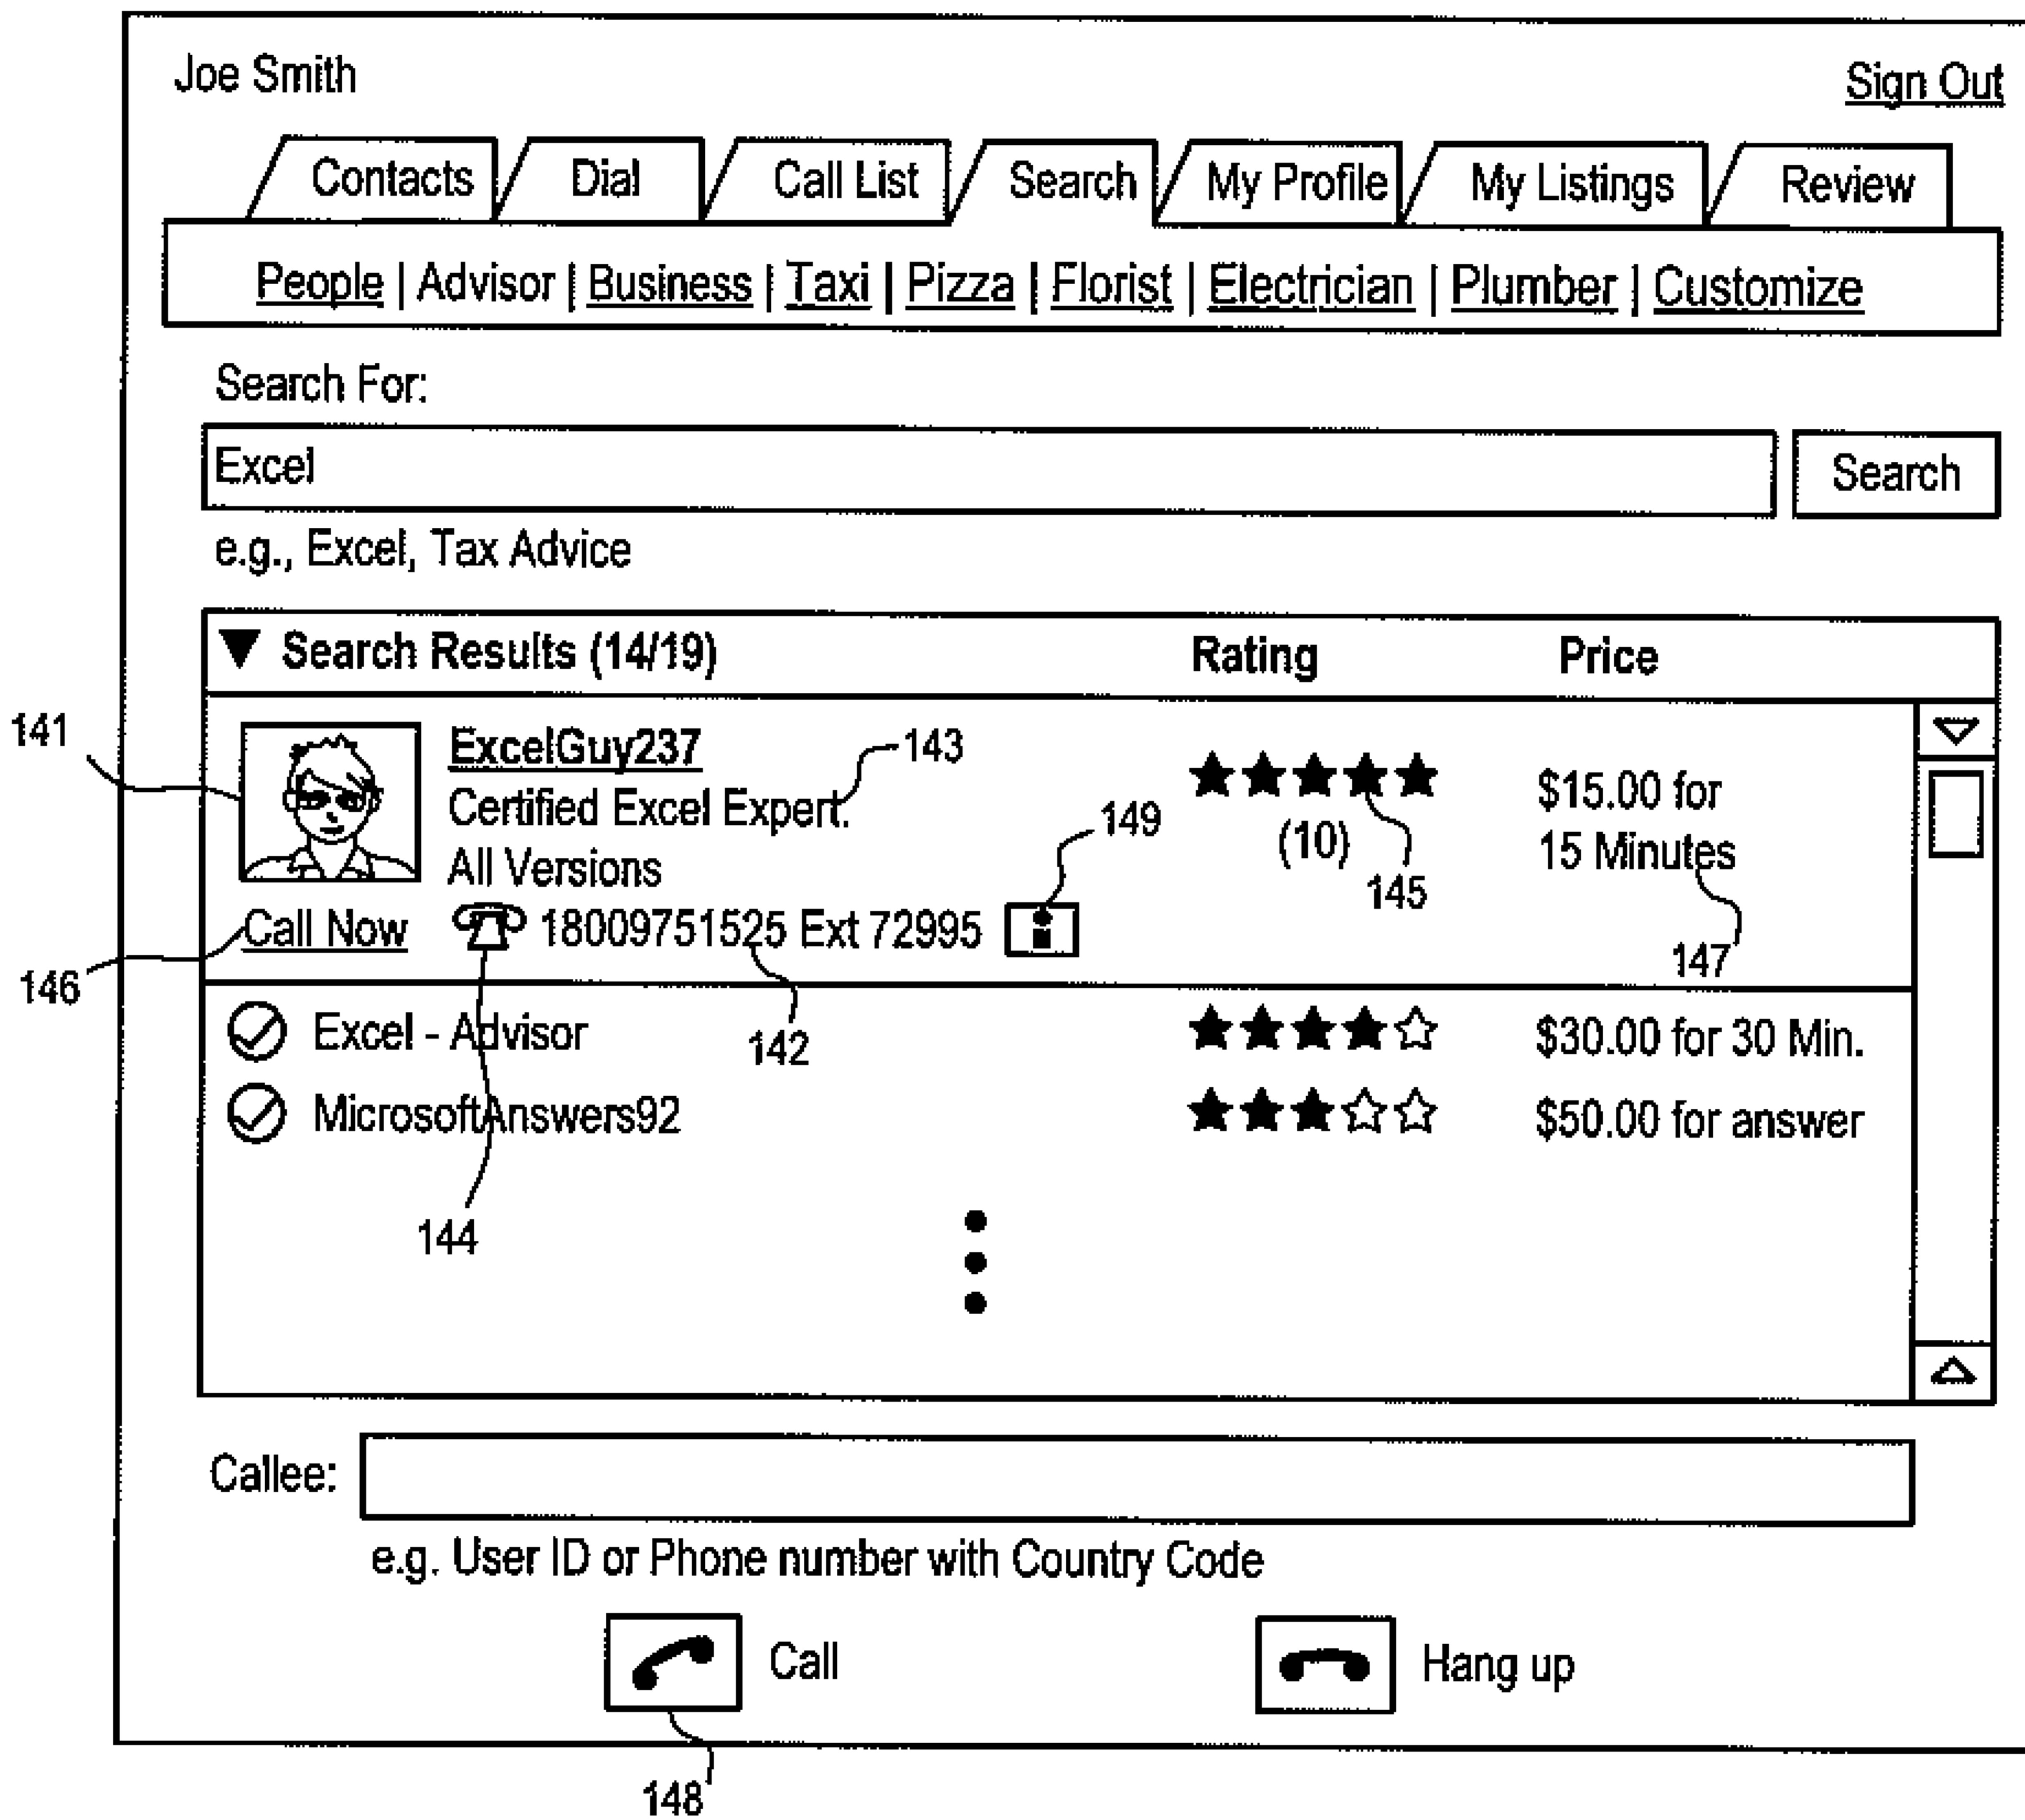 Joe Smith Sign Out
Contacts Dial Call List Search My Profile My Listings Review
People | Advisor | Business | Taxi | Pizza | Florist | Electrician | Plumber | Customize
Search For:
Excel Search
e.g., Excel, Tax Advice
Search Results (14/19) Rating Price
141
ExcelGuy237 143
Certified Excel Expert. $15.00 for
(10) 149 15 Minutes
All Versions 145
Call Now 18009751525 Ext 72995 i
146 147
Excel - Advisor 142 $30.00 for 30 Min.
MicrosoftAnswers92 $50.00 for answer
144
Callee:
e.g. User ID or Phone number with Country Code
Call Hang up
148